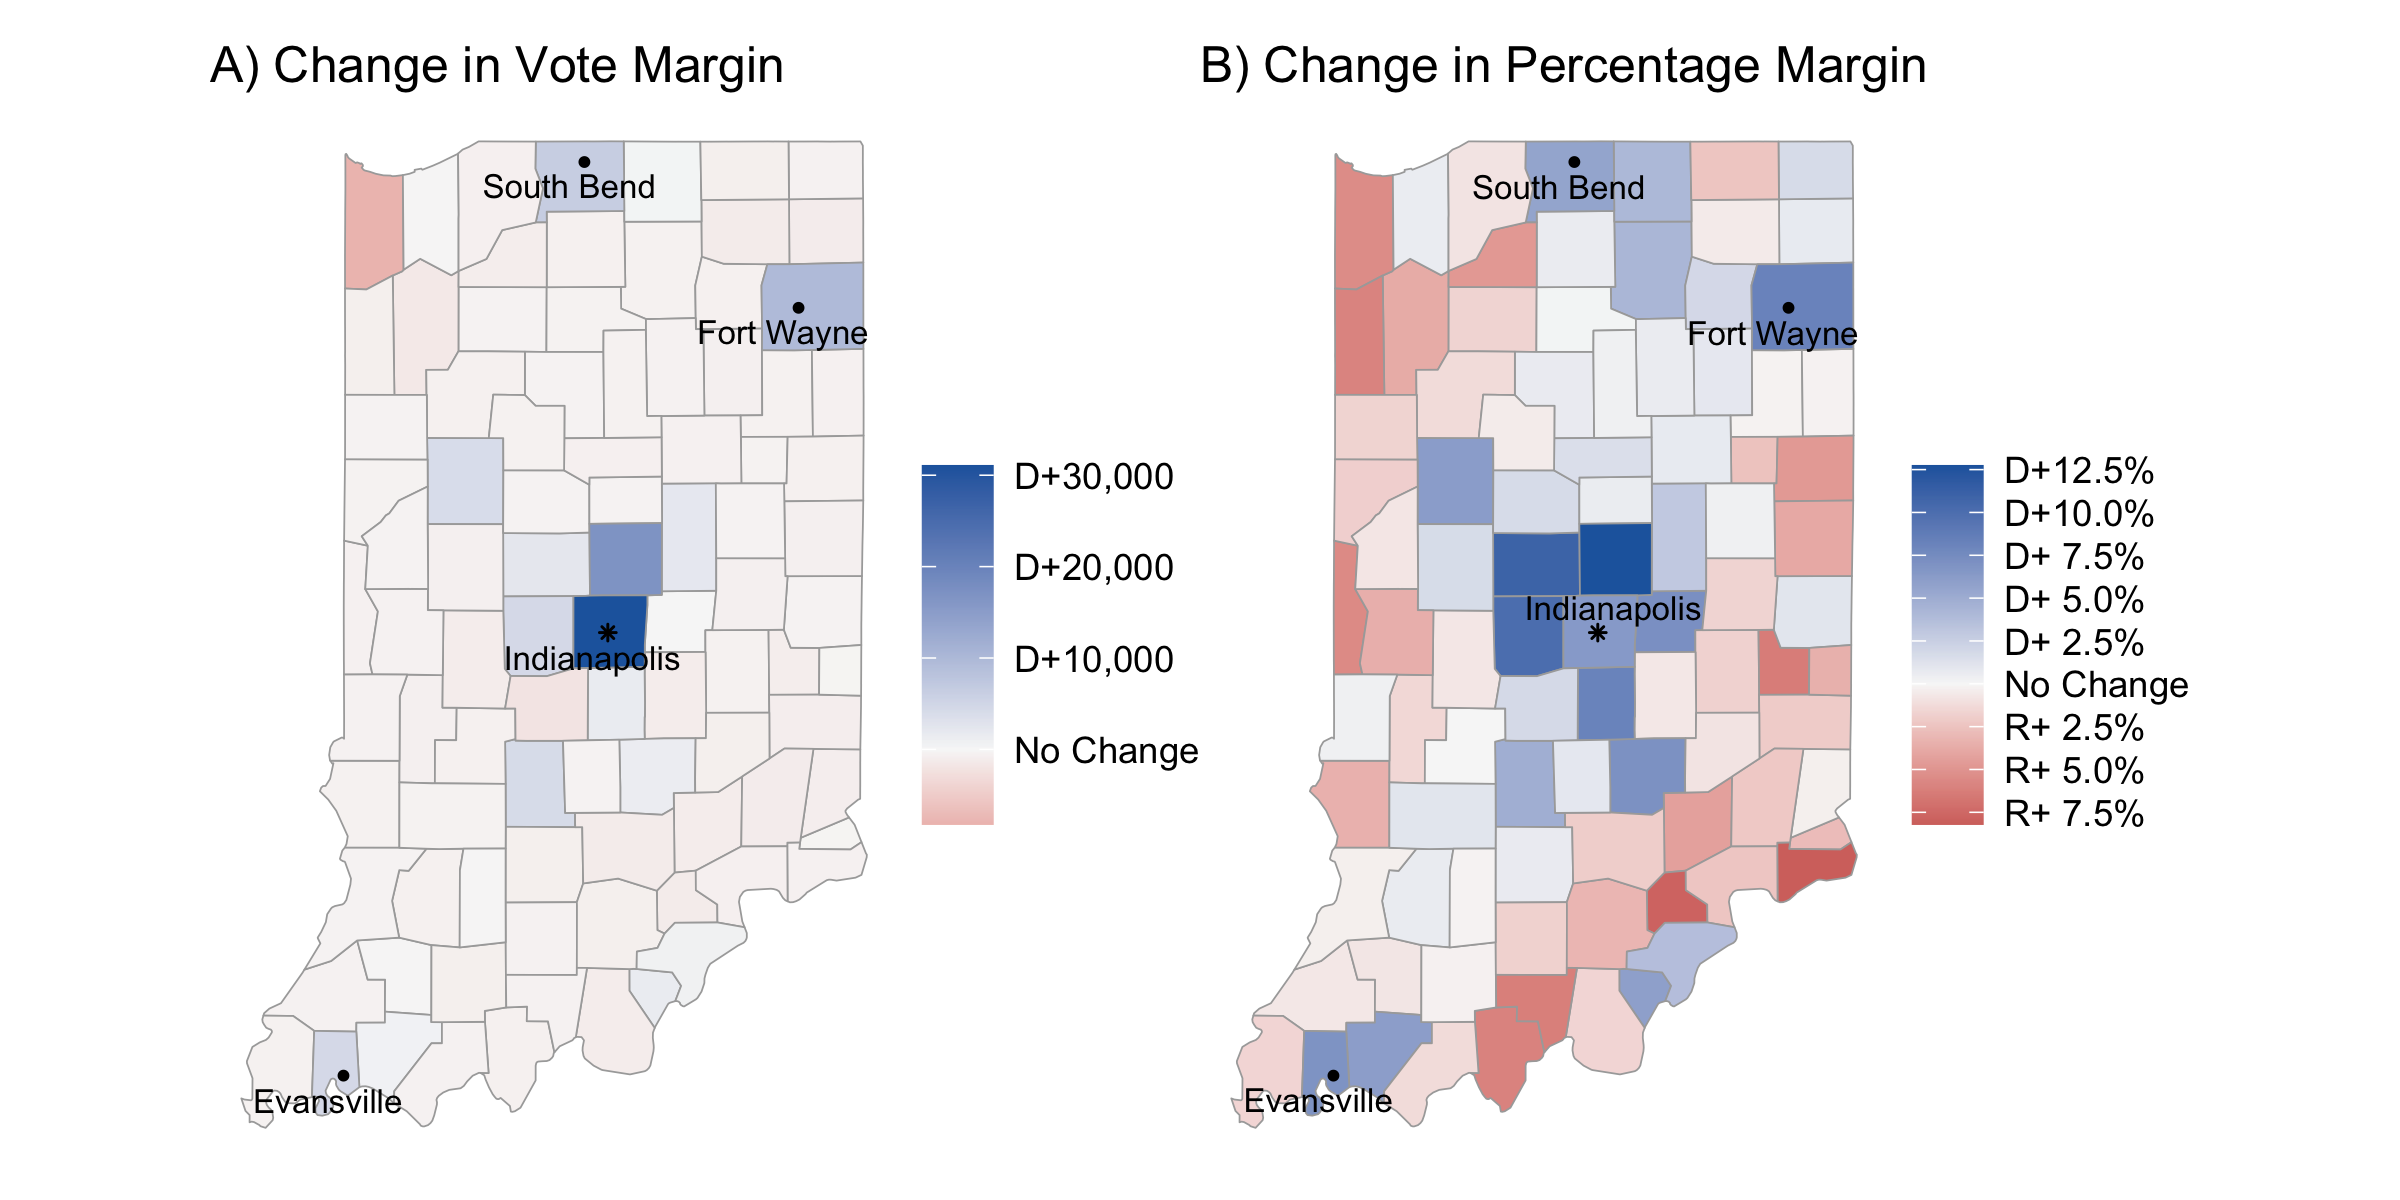 A) Change in Vote Margin
South Bend
Fort Wayne
Indianapolis
Evansville
D+30,000
D+20,000
D+10,000
No Change
B) Change in Percentage Margin
South Bend
Fort Wayne
Indianapolis
Evansville
D+12.5%
D+10.0%
D+ 7.5%
D+ 5.0%
D+ 2.5%
No Change
R+ 2.5%
R+ 5.0%
R+ 7.5%